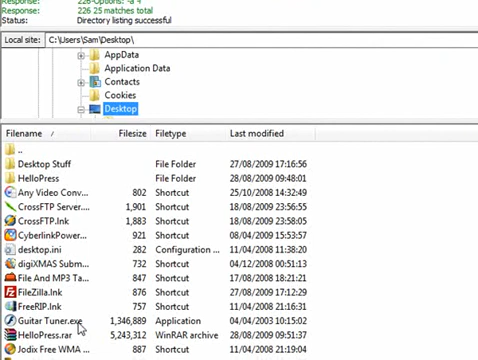 Response: 226-Options: -a -l
Response: 226 25 matches total
Status: Directory listing successful
Local site: C:\Users\Sam\Desktop\
AppData
Application Data
Contacts
Cookies
Desktop
Filename / Filesize Filetype Last modified
..
Desktop Stuff File Folder 27/08/2009 17:16:56
HelloPress File Folder 28/08/2009 09:48:01
Any Video Conv... 802 Shortcut 25/10/2008 14:32:49
CrossFTP Server.... 1,901 Shortcut 18/08/2009 23:56:55
CrossFTP.lnk 1,883 Shortcut 18/08/2009 23:58:05
CyberlinkPower... 921 Shortcut 08/04/2009 15:53:57
desktop.ini 282 Configuration ... 11/04/2008 11:38:20
digiXMAS Subm... 732 Shortcut 04/12/2008 00:51:13
File And MP3 Ta... 847 Shortcut 17/08/2008 18:21:21
FileZilla.lnk 876 Shortcut 27/08/2009 17:12:29
FreeRIP.lnk 757 Shortcut 11/04/2008 21:16:04
Guitar Tuner.exe 1,346,889 Application 04/04/2003 10:15:02
HelloPress.rar 5,243,312 WinRAR archive 28/08/2009 09:51:37
Jodix Free WMA ... 887 Shortcut 11/04/2008 21:19:04